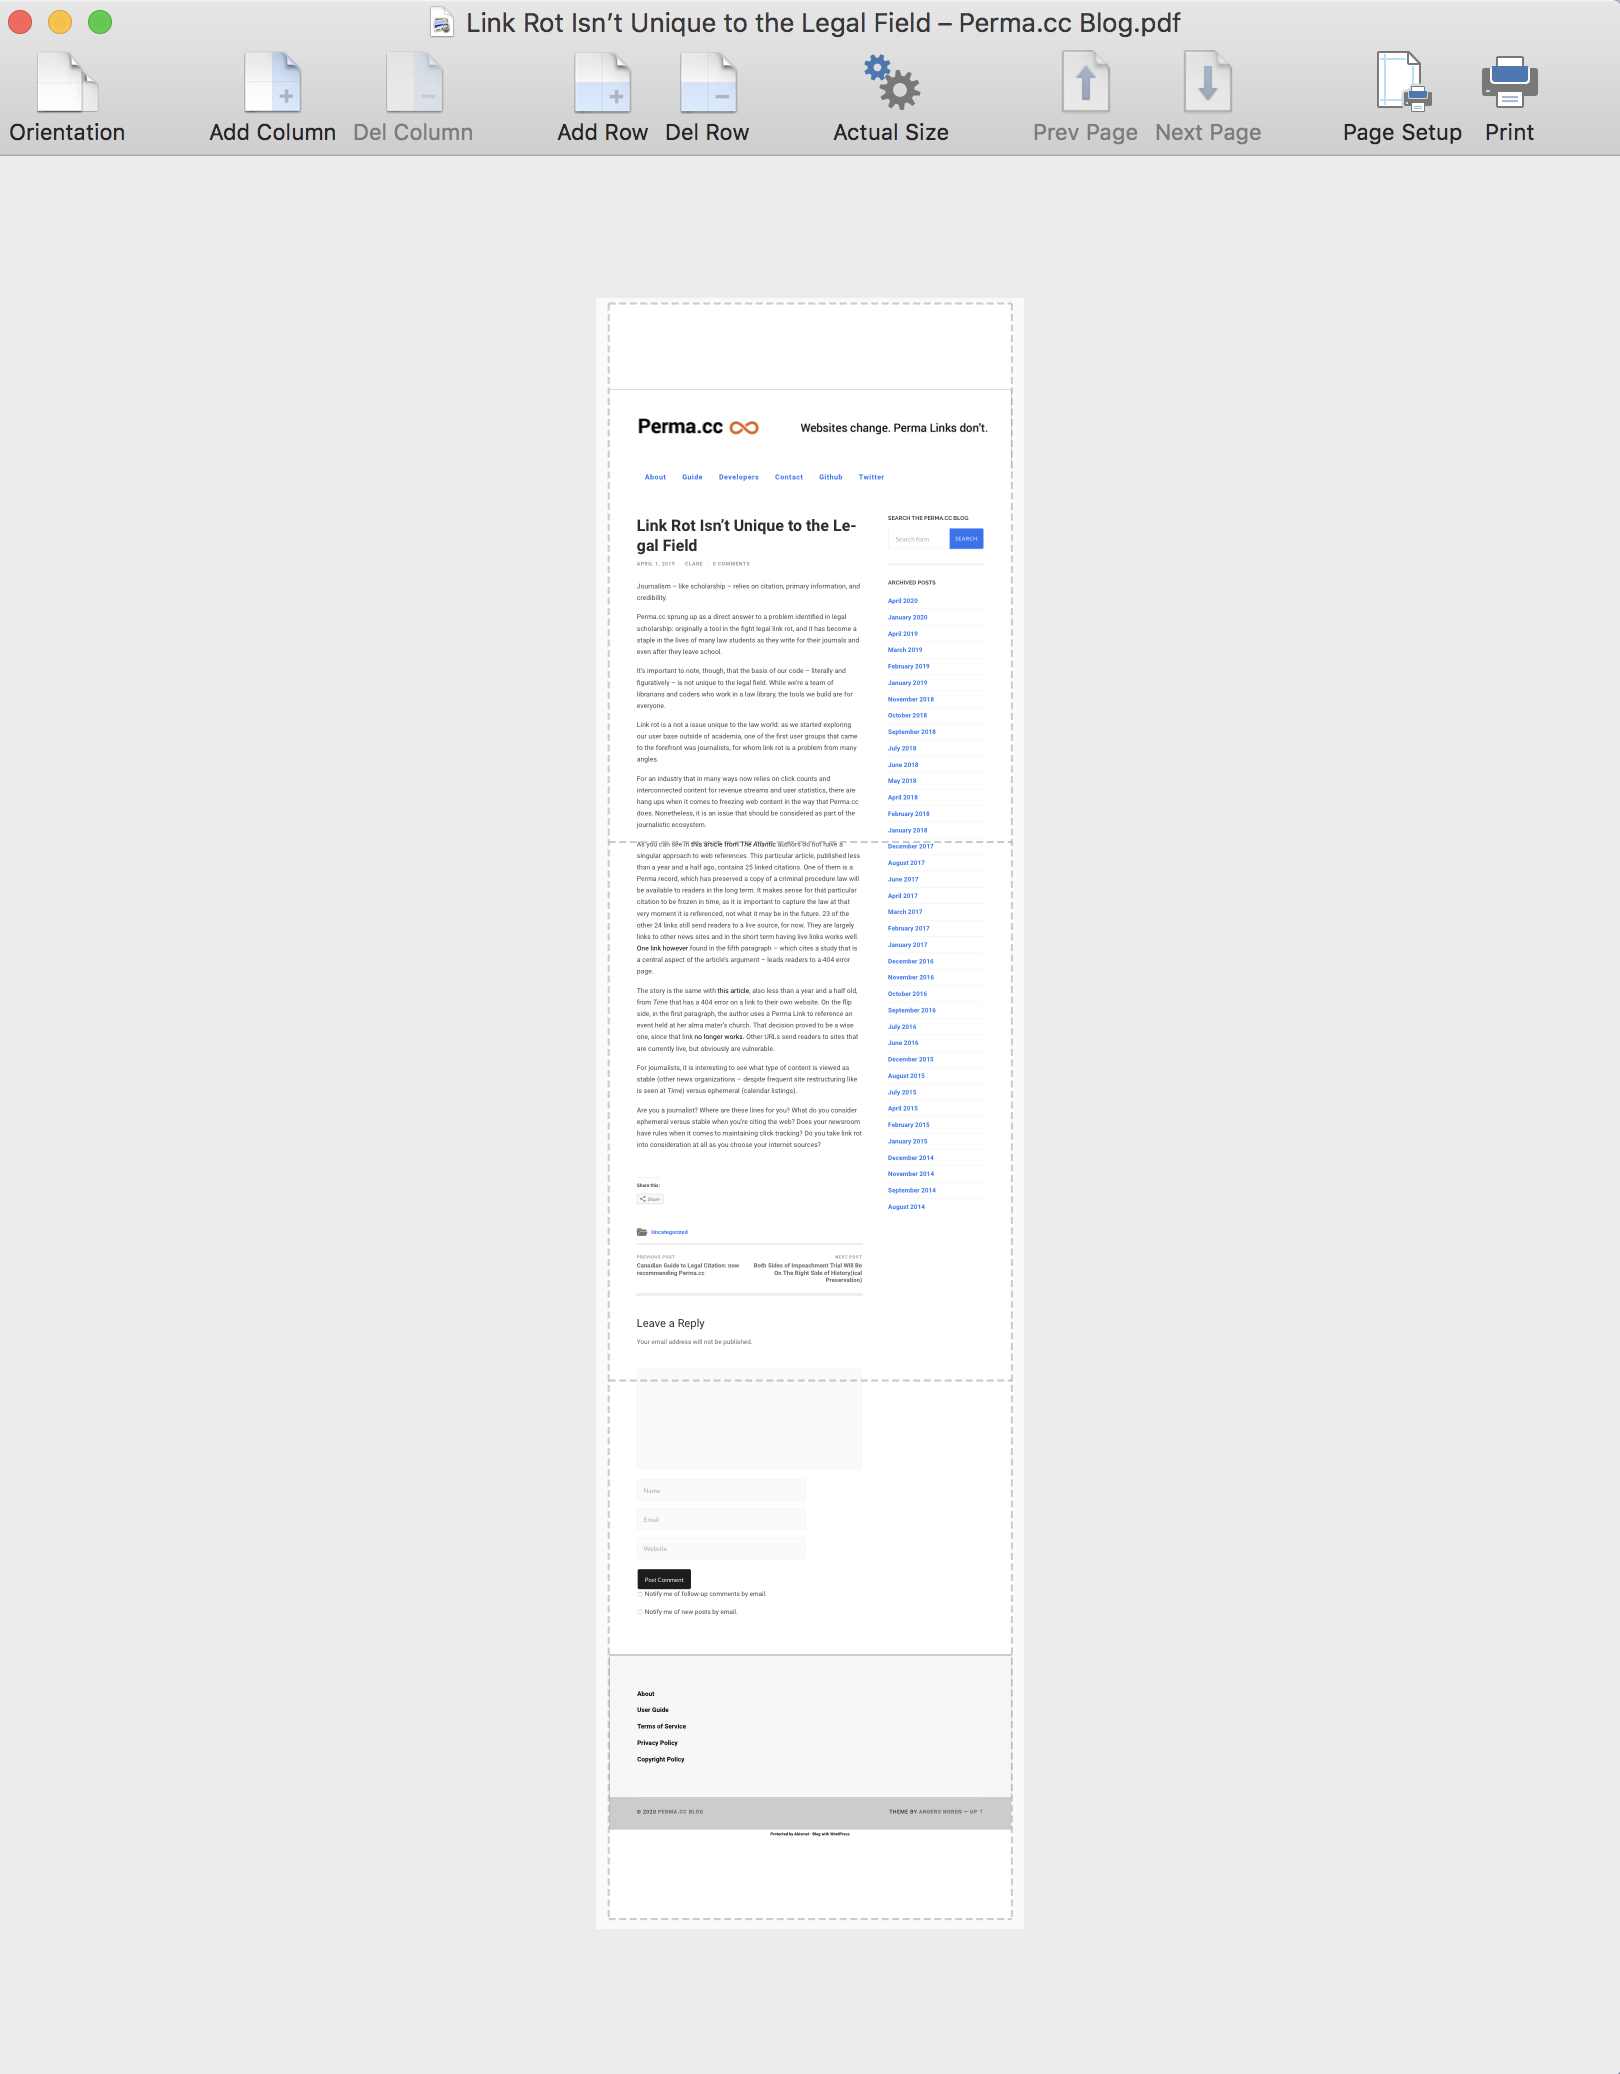 Link Rot Isn’t Unique to the Legal Field – Perma.cc Blog.pdf
Orientation
Add Column
Del Column
Add Row
Del Row
Actual Size
Prev Page
Next Page
Page Setup
Print
Perma.cc
Websites change. Perma Links don’t.
About
Guide
Developers
Contact
Github
Twitter
Link Rot Isn’t Unique to the Le-
gal Field
APRIL 1, 2019 CLARE 0 COMMENTS
Journalism – like scholarship – relies on citation, primary information, and
credibility.
Perma.cc sprung up as a direct answer to a problem identified in legal
scholarship: originally a tool in the fight legal link rot, and it has become a
staple in the lives of many law students as they write for their journals and
even after they leave school.
It’s important to note, though, that the basis of our code – literally and
figuratively – is not unique to the legal field. While we’re a team of
librarians and coders who work in a law library, the tools we build are for
everyone.
Link rot is a not a issue unique to the law world: as we started exploring
our user base outside of academia, one of the first user groups that came
to the forefront was journalists, for whom link rot is a problem from many
angles.
For an industry that in many ways now relies on click counts and
interconnected content for revenue streams and user statistics, there are
hang ups when it comes to freezing web content in the way that Perma.cc
does. Nonetheless, it is an issue that should be considered as part of the
journalistic ecosystem.
As you can see in this article from The Atlantic authors do not have a
singular approach to web references. This particular article, published less
than a year and a half ago, contains 25 linked citations. One of them is a
Perma record, which has preserved a copy of a criminal procedure law will
be available to readers in the long term. It makes sense for that particular
citation to be frozen in time, as it is important to capture the law at that
very moment it is referenced, not what it may be in the future. 23 of the
other 24 links still send readers to a live source, for now. They are largely
links to other news sites and in the short term having live links works well.
One link however found in the fifth paragraph – which cites a study that is
a central aspect of the article’s argument – leads readers to a 404 error
page.
The story is the same with this article, also less than a year and a half old,
from Time that has a 404 error on a link to their own website. On the flip
side, in the first paragraph, the author uses a Perma Link to reference an
event held at her alma mater’s church. That decision proved to be a wise
one, since that link no longer works. Other URLs send readers to sites that
are currently live, but obviously are vulnerable.
For journalists, it is interesting to see what type of content is viewed as
stable (other news organizations – despite frequent site restructuring like
is seen at Time) versus ephemeral (calendar listings).
Are you a journalist? Where are these lines for you? What do you consider
ephemeral versus stable when you’re citing the web? Does your newsroom
have rules when it comes to maintaining click tracking? Do you take link rot
into consideration at all as you choose your internet sources?
Share this:
Share
Uncategorized
PREVIOUS POST
Canadian Guide to Legal Citation: now
recommending Perma.cc
NEXT POST
Both Sides of Impeachment Trial Will Be
On The Right Side of History(ical
Preservation)
Leave a Reply
Your email address will not be published.
Name
Email
Website
Post Comment
Notify me of follow-up comments by email.
Notify me of new posts by email.
SEARCH THE PERMA.CC BLOG
Search form
SEARCH
ARCHIVED POSTS
April 2020
January 2020
April 2019
March 2019
February 2019
January 2019
November 2018
October 2018
September 2018
July 2018
June 2018
May 2018
April 2018
February 2018
January 2018
December 2017
August 2017
June 2017
April 2017
March 2017
February 2017
January 2017
December 2016
November 2016
October 2016
September 2016
July 2016
June 2016
December 2015
August 2015
July 2015
April 2015
February 2015
January 2015
December 2014
November 2014
September 2014
August 2014
About
User Guide
Terms of Service
Privacy Policy
Copyright Policy
© 2020 PERMA.CC BLOG
THEME BY ANDERS NOREN — UP ↑
Protected by Akismet · Blog with WordPress